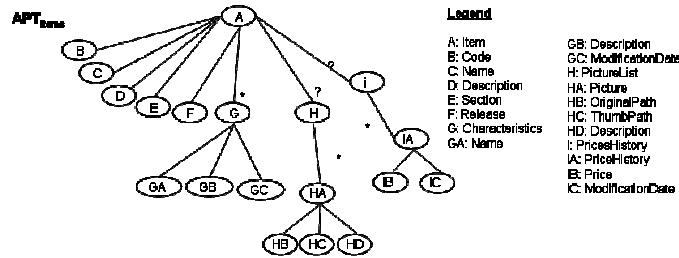 APTItems
A
B
C
D
E
F
*
G
?
H
?
I
GA
GB
GC
*
HA
HB
HC
HD
*
IA
IB
IC
Legend
A: Item
B: Code
C: Name
D: Description
E: Section
F: Release
G: Characteristics
GA: Name
GB: Description
GC: ModificationDate
H: PictureList
HA: Picture
HB: OriginalPath
HC: ThumbPath
HD: Description
I: PricesHistory
IA: PriceHistory
IB: Price
IC: ModificationDate